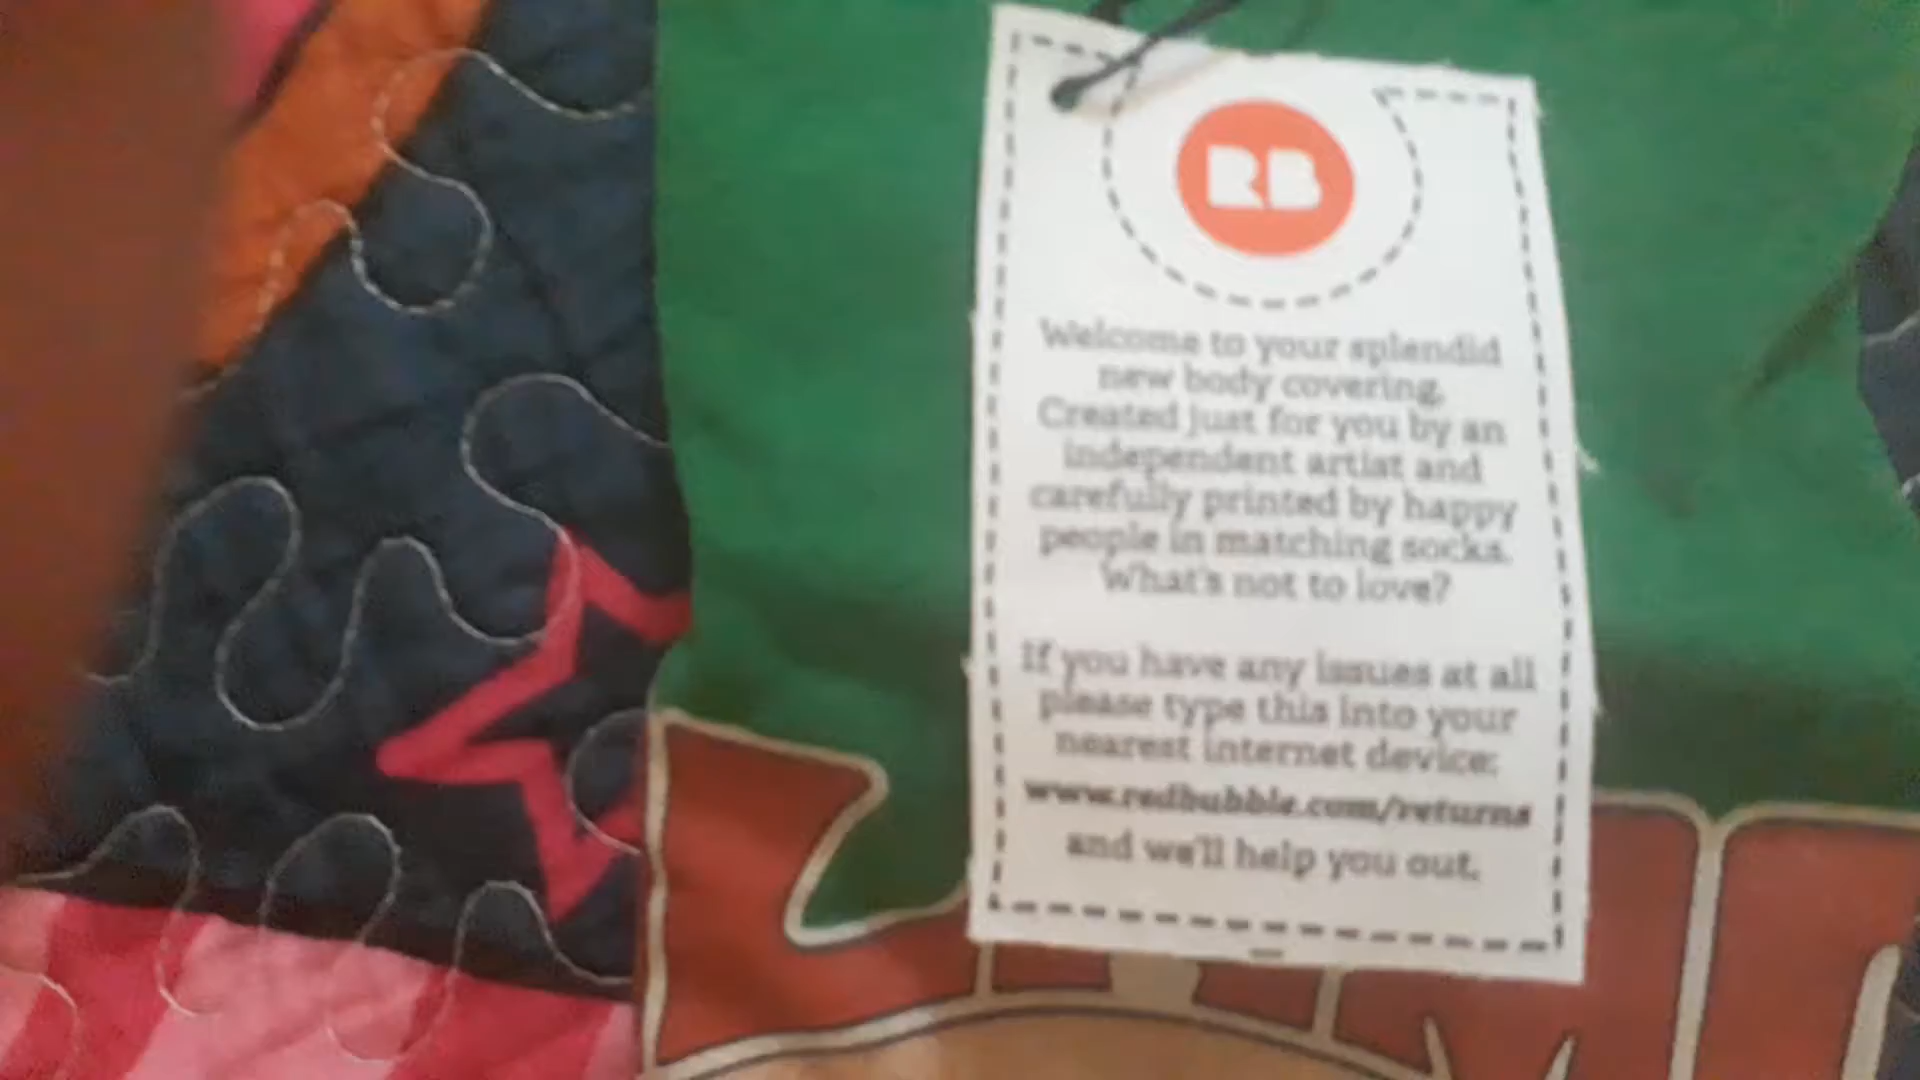 RB
Welcome to your splendid
new body covering.
Created just for you by an
independent artist and
carefully printed by happy
people in matching socks.
What's not to love?
If you have any issues at all
please type this into your
nearest internet device:
www.redbubble.com/returns
and we'll help you out.